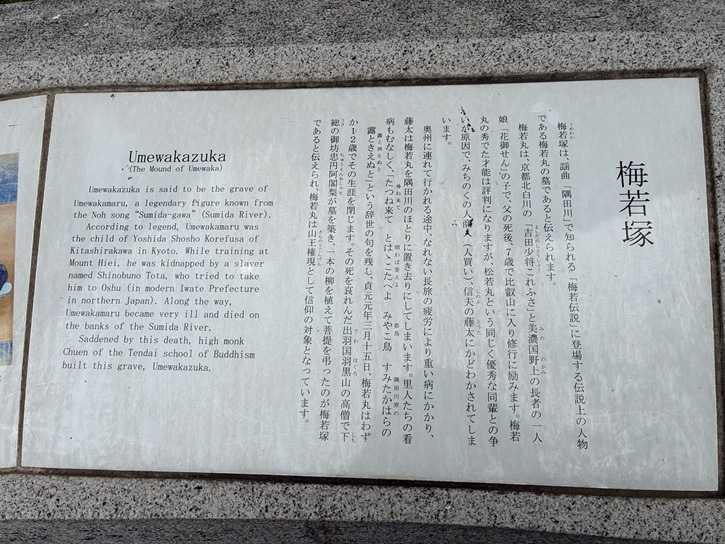 梅若塚
梅若塚は、謡曲「隅田川」で知られる「梅若伝説」に登場する伝説上の人物
である梅若丸の墓であると伝えられます。
梅若丸は、京都北白川の「吉田少将これふさ」と美濃国野上の長者の一人
娘「花御せん」の子で、父の死後、7歳で比叡山に入り修行に励みます。梅若
丸の秀でた才能は評判になりますが、松若丸という同じく優秀な同輩との争
いが原因で、みちのくの人商人(人買い)、信夫の藤太にかどわかされてしま
います。
奥州に連れて行かれる途中、なれない長旅の疲労により重い病にかかり、
藤太は梅若丸を隅田川のほとりに置き去りにしてしまいます。里人たちの看
病もむなしく、「たつね来て とはゝこたへよ みやこ鳥 すみたかはらの
露ときえぬと」という辞世の句を残し、貞元元年三月十五日、梅若丸はわず
か12歳でその生涯を閉じます。その死を哀れんだ出羽国羽黒山の高僧で下
総の御坊忠円阿闍梨が墓を築き、一本の柳を植えて菩提を弔ったのが梅若塚
であると伝えられ、梅若丸は山王権現として信仰の対象となっています。
Umewakazuka
(The Mound of Umewaka)
Umewakazuka is said to be the grave of
Umewakamaru, a legendary figure known from
the Noh song "Sumida-gawa" (Sumida River).
According to legend, Umewakamaru was
the child of Yoshida Shosho Korefusa of
Kitashirakawa in Kyoto. While training at
Mount Hiei, he was kidnapped by a slaver
named Shinobuno Tota, who tried to take
him to Oshu (in modern Iwate Prefecture
in northern Japan). Along the way,
Umewakamaru became very ill and died on
the banks of the Sumida River.
Saddened by this death, high monk
Chuen of the Tendai school of Buddhism
built this grave, Umewakazuka.